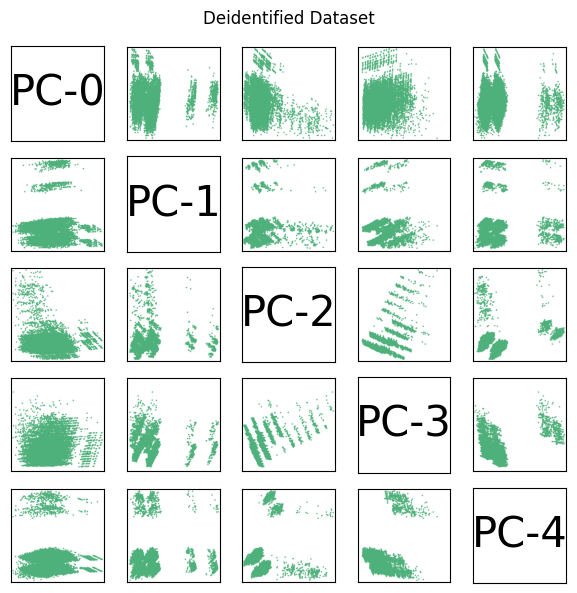 Deidentified Dataset
PC-0
PC-1
PC-2
PC-3
PC-4